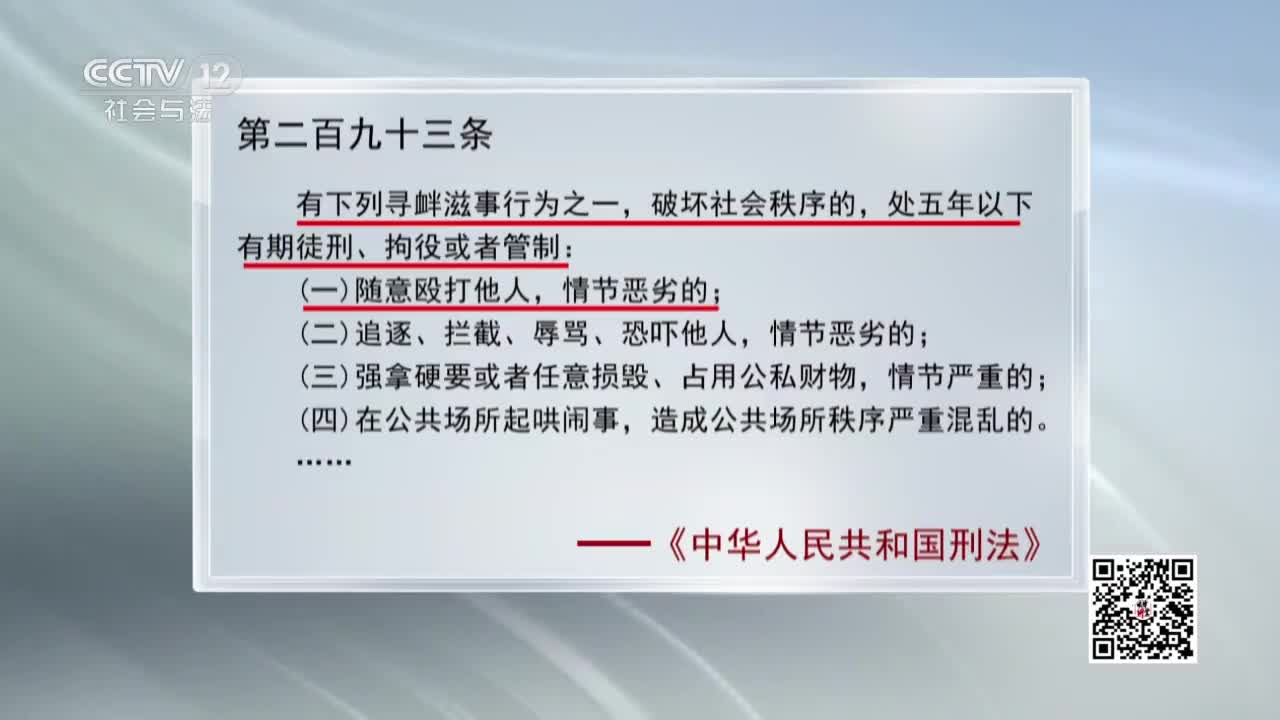 CCTV 12
社会与法
第二百九十三条
有下列寻衅滋事行为之一，破坏社会秩序的，处五年以下
有期徒刑、拘役或者管制：
(一)随意殴打他人，情节恶劣的；
(二)追逐、拦截、辱骂、恐吓他人，情节恶劣的；
(三)强拿硬要或者任意损毁、占用公私财物，情节严重的；
(四)在公共场所起哄闹事，造成公共场所秩序严重混乱的。
……
——《中华人民共和国刑法》